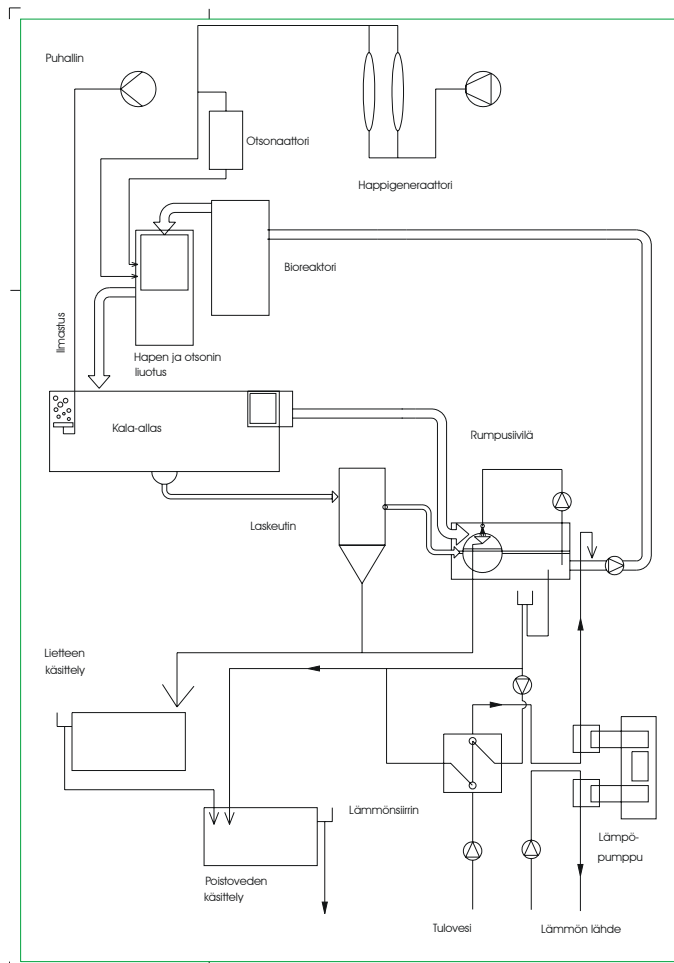 Puhallin
Otsonaattori
Happigeneraattori
Bioreaktori
Ilmastus
Hapen ja otsonin
liuotus
Kala-allas
Rumpusiivilä
Laskeutin
Lietteen
käsittely
Lämmönsiirrin
Lämpö-
pumppu
Poistoveden
käsittely
Tulovesi
Lämmön lähde